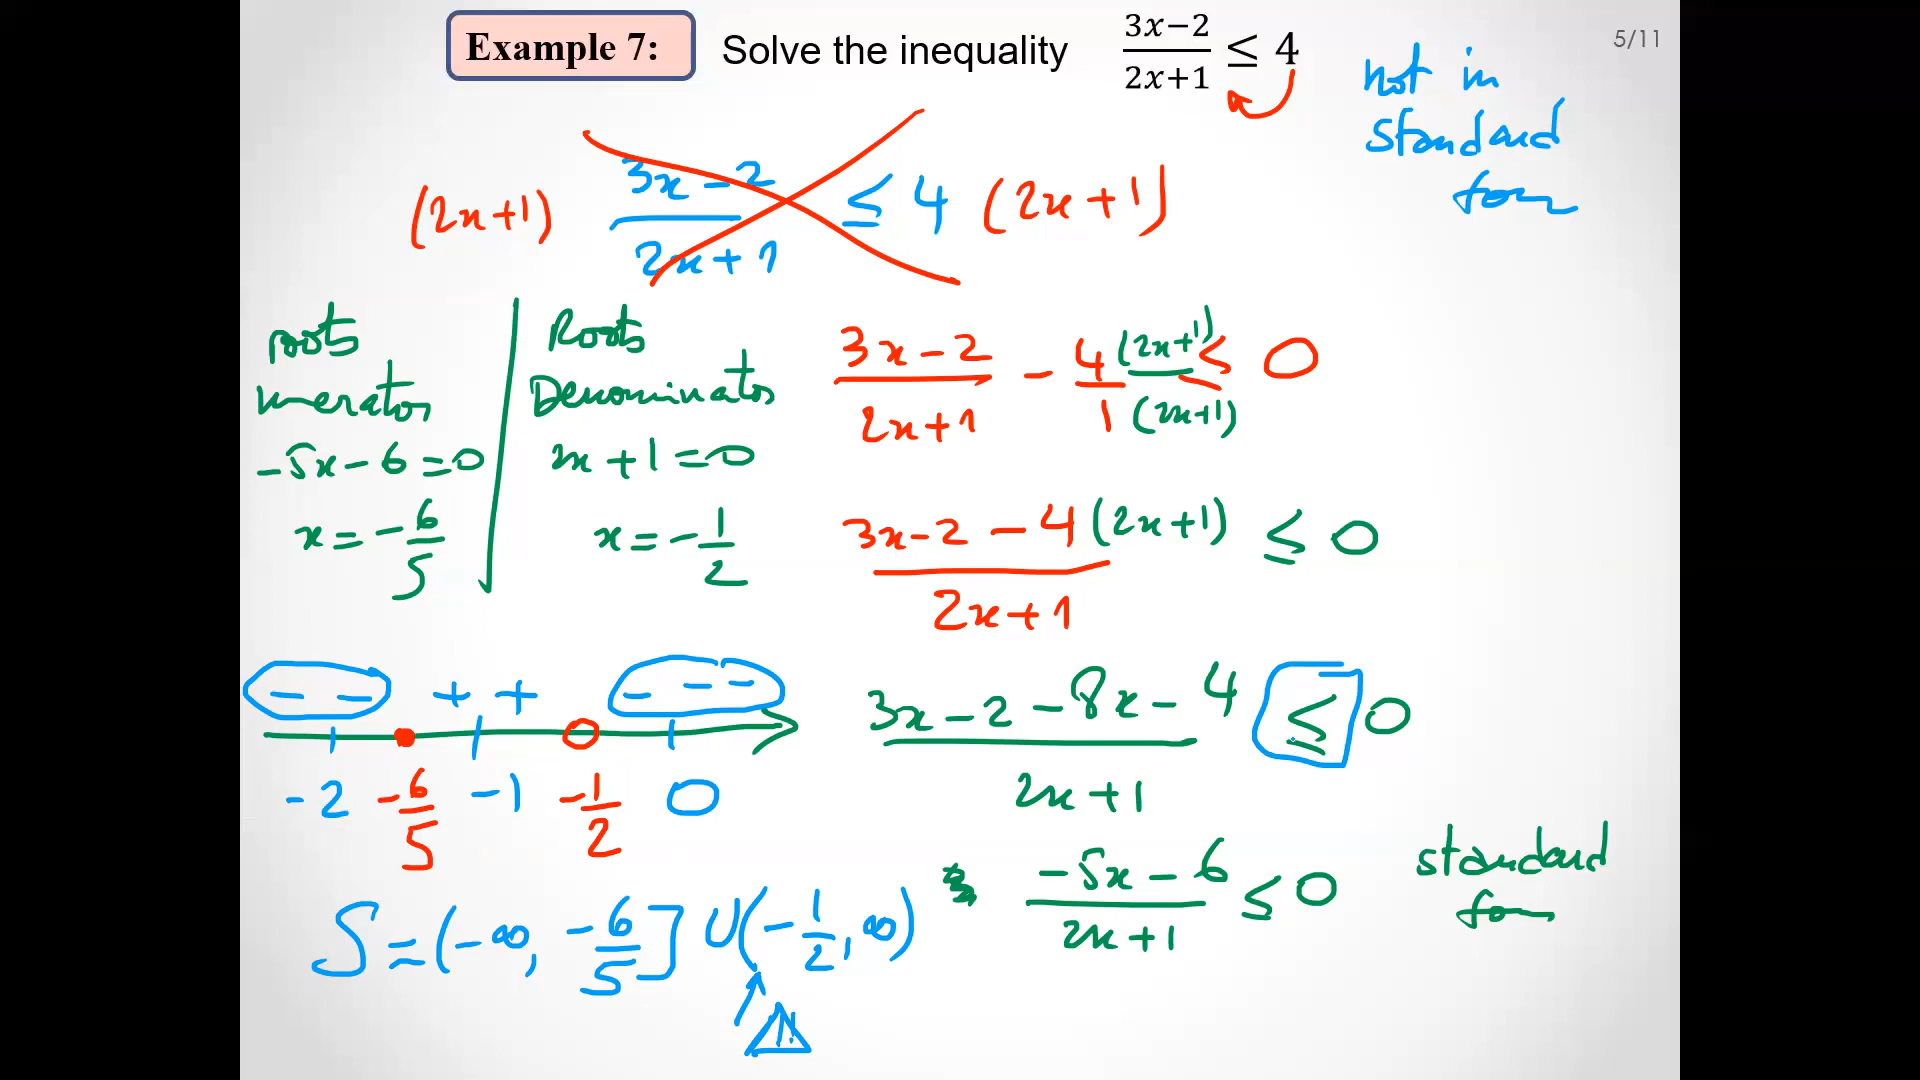 Example 7: Solve the inequality (3x−2)/(2x+1) ≤ 4
5/11
not in
standard
form
(2x+1) (3x−2)/(2x+1) ≤ 4 (2x+1)
roots
numerator
-5x-6=0
x = -6/5
Roots
Denominator
2x+1=0
x = -1/2
(3x-2)/(2x+1) - 4(2x+1)/1(2x+1) ≤ 0
(3x-2-4(2x+1))/(2x+1) ≤ 0
(3x-2-8x-4)/(2x+1) ≤ 0
(-5x-6)/(2x+1) ≤ 0
standard
form
- - + + - - -
-2 -6/5 -1 -1/2 0
S = (-∞, -6/5] ∪ (-1/2, ∞)